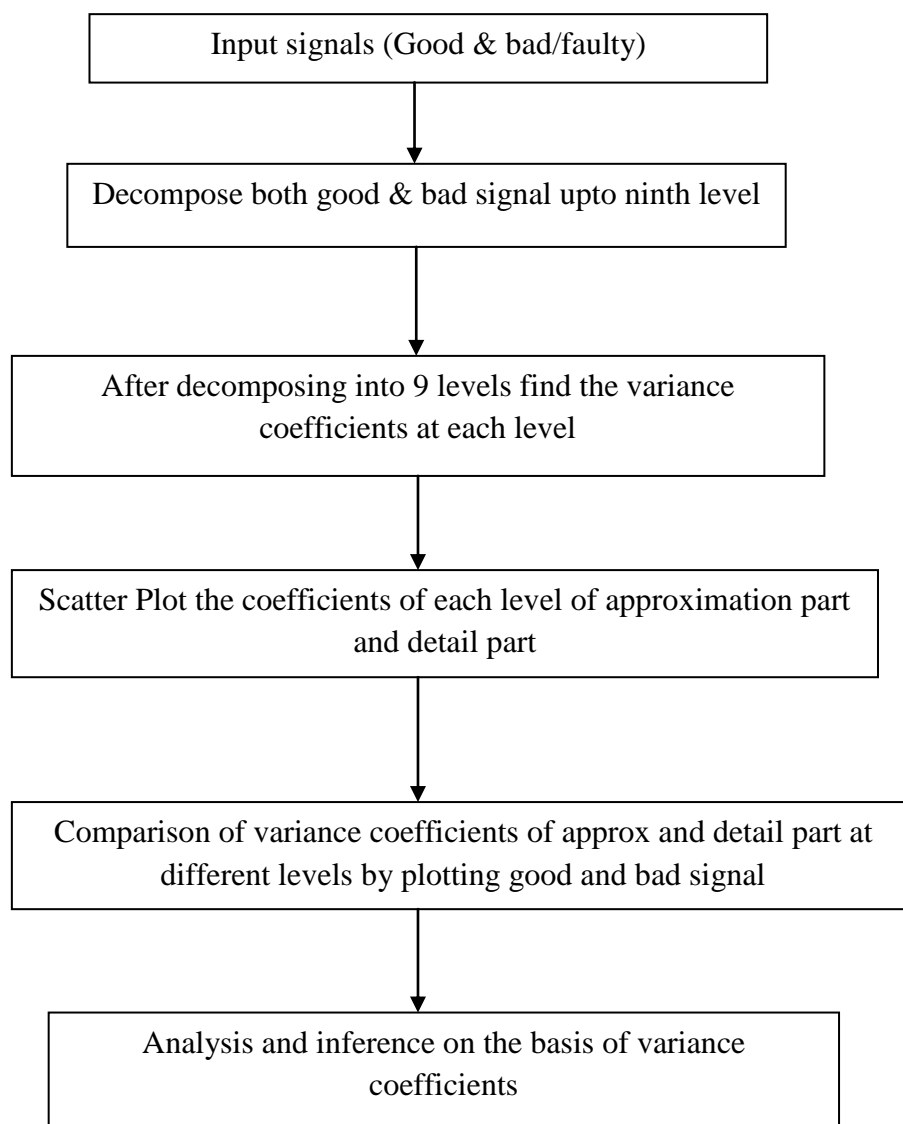 Input signals (Good & bad/faulty)
Decompose both good & bad signal upto ninth level
After decomposing into 9 levels find the variance
coefficients at each level
Scatter Plot the coefficients of each level of approximation part
and detail part
Comparison of variance coefficients of approx and detail part at
different levels by plotting good and bad signal
Analysis and inference on the basis of variance
coefficients